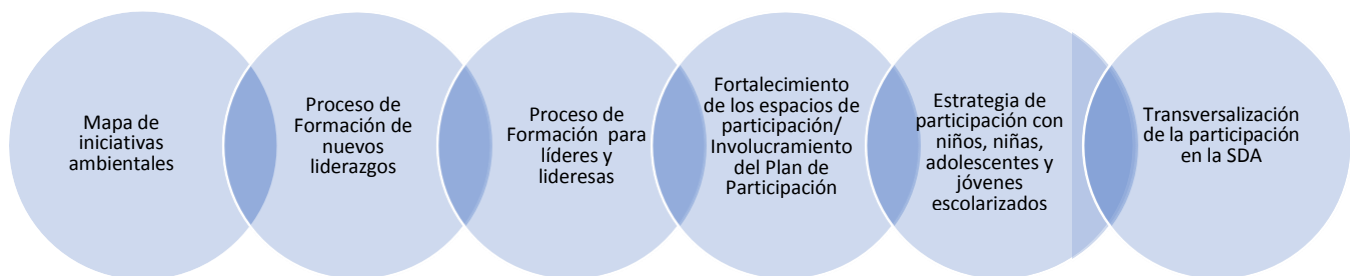 Mapa de
iniciativas
ambientales
Proceso de
Formación de
nuevos
liderazgos
Proceso de
Formación para
líderes y
lideresas
Fortalecimiento
de los espacios de
participación/
Involucramiento
del Plan de
Participación
Estrategia de
participación con
niños, niñas,
adolescentes y
jóvenes
escolarizados
Transversalización
de la participación
en la SDA